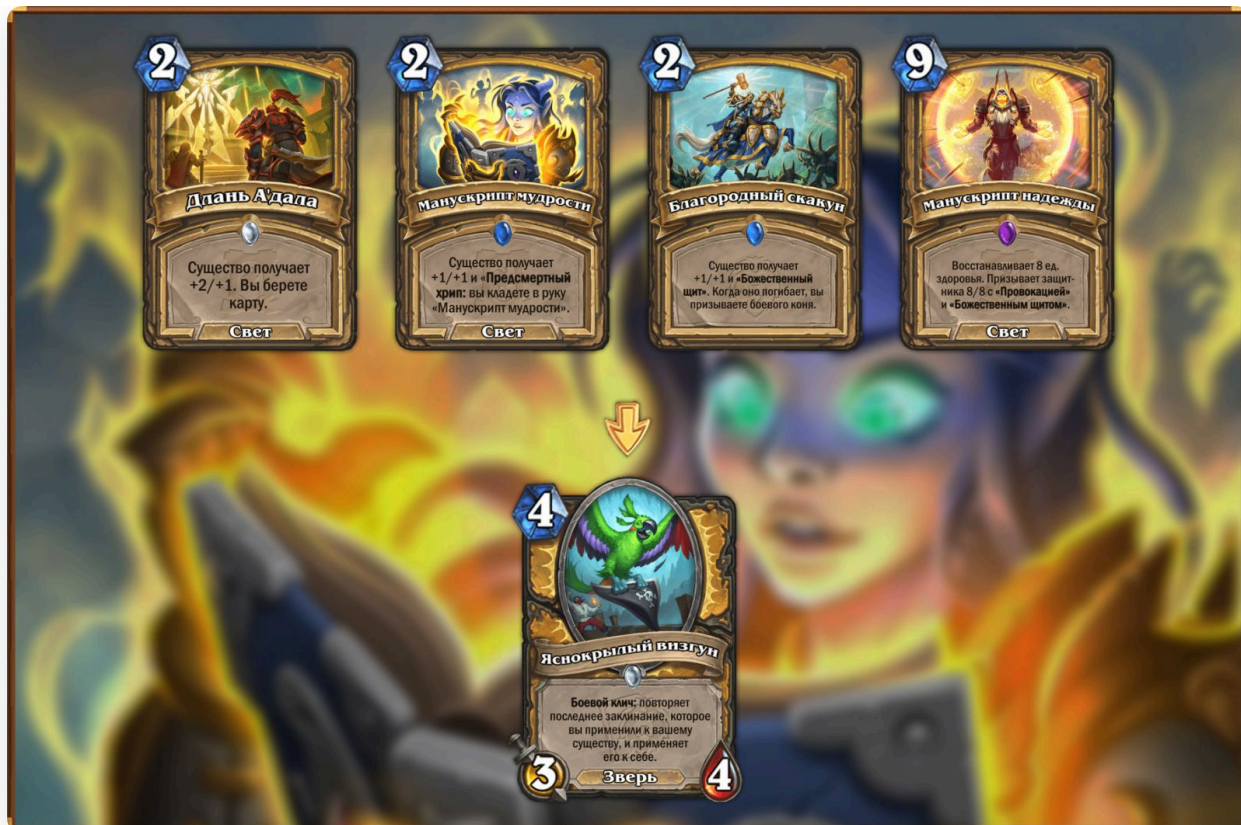 2
Длань А'дала
Существо получает
+2/+1. Вы берете
карту.
Свет
2
Манускрипт мудрости
Существо получает
+1/+1 и «Предсмертный
хрип: вы кладете в руку
«Манускрипт мудрости».
Свет
2
Благородный скакун
Существо получает
+1/+1 и «Божественный
щит». Когда оно погибает, вы
призываете боевого коня.
9
Манускрипт надежды
Восстанавливает 8 ед.
здоровья. Призывает защит-
ника 8/8 с «Провокацией»
и «Божественным щитом».
Свет
4
Яснокрылый визгун
Боевой клич: повторяет
последнее заклинание, которое
вы применили к вашему
существу, и применяет
его к себе.
3
Зверь
4